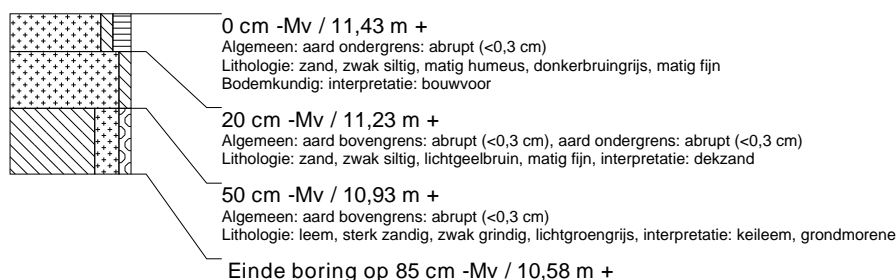 0 cm -Mv / 11,43 m +
Algemeen: aard ondergrens: abrupt (<0,3 cm)
Lithologie: zand, zwak siltig, matig humeus, donkerbruingrijs, matig fijn
Bodemkundig: interpretatie: bouwvoor
20 cm -Mv / 11,23 m +
Algemeen: aard bovengrens: abrupt (<0,3 cm), aard ondergrens: abrupt (<0,3 cm)
Lithologie: zand, zwak siltig, lichtgeelbruin, matig fijn, interpretatie: dekzand
50 cm -Mv / 10,93 m +
Algemeen: aard bovengrens: abrupt (<0,3 cm)
Lithologie: leem, sterk zandig, zwak grindig, lichtgroengrijs, interpretatie: keileem, grondmorene
Einde boring op 85 cm -Mv / 10,58 m +